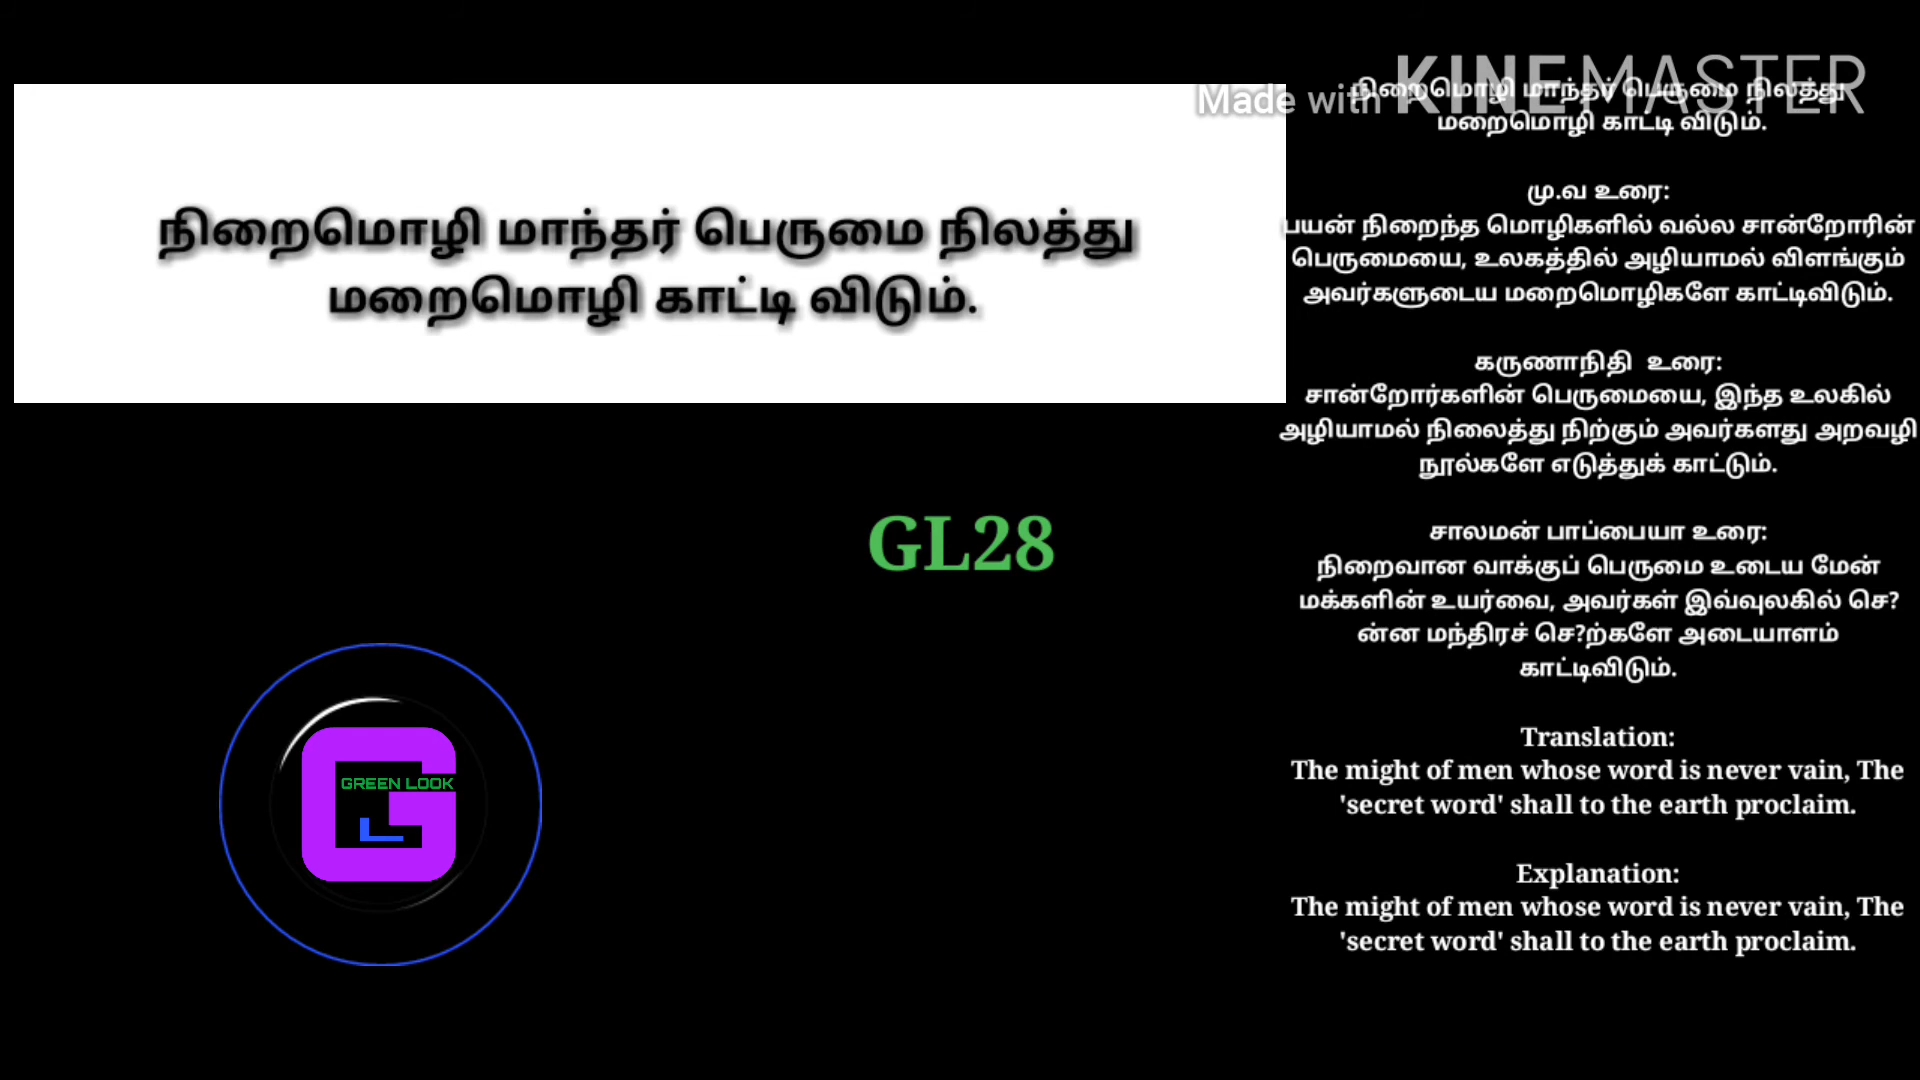 Made with KINEMASTER
நிறைமொழி மாந்தர் பெருமை நிலத்து
மறைமொழி காட்டி விடும்.
GL28
GREEN LOOK
நிறைமொழி மாந்தர் பெருமை நிலத்து
மறைமொழி காட்டி விடும்.
மு.வ உரை:
பயன் நிறைந்த மொழிகளில் வல்ல சான்றோரின்
பெருமையை, உலகத்தில் அழியாமல் விளங்கும்
அவர்களுடைய மறைமொழிகளே காட்டிவிடும்.
கருணாநிதி உரை:
சான்றோர்களின் பெருமையை, இந்த உலகில்
அழியாமல் நிலைத்து நிற்கும் அவர்களது அறவழி
நூல்களே எடுத்துக் காட்டும்.
சாலமன் பாப்பையா உரை:
நிறைவான வாக்குப் பெருமை உடைய மேன்
மக்களின் உயர்வை, அவர்கள் இவ்வுலகில் செ?
ன்ன மந்திரச் செ?ற்களே அடையாளம்
காட்டிவிடும்.
Translation:
The might of men whose word is never vain, The
'secret word' shall to the earth proclaim.
Explanation:
The might of men whose word is never vain, The
'secret word' shall to the earth proclaim.